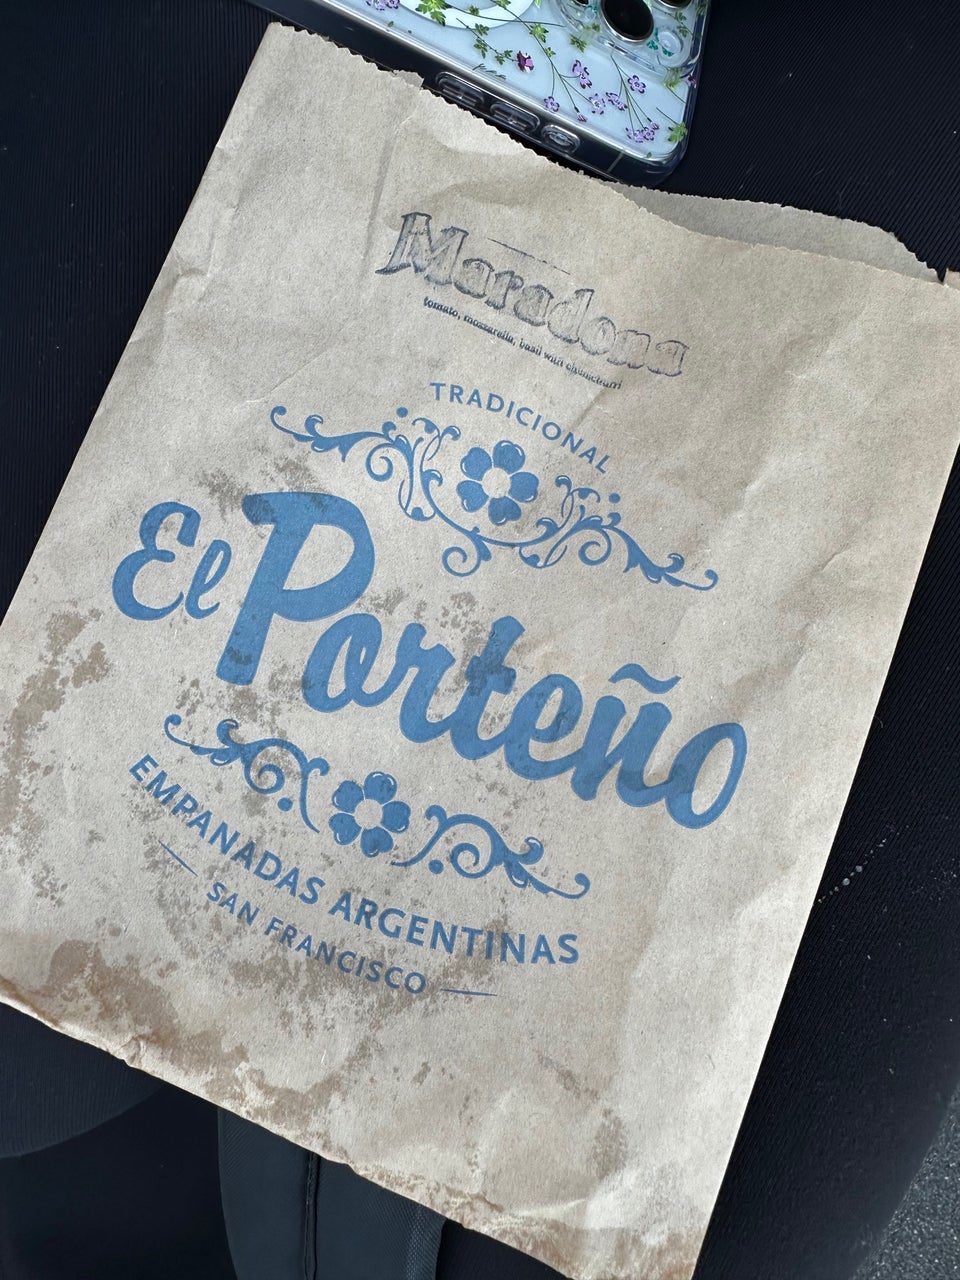 Maradona
tomato, mozzarella, basil with chimichurri
TRADICIONAL
El Porteño
EMPANADAS ARGENTINAS
SAN FRANCISCO